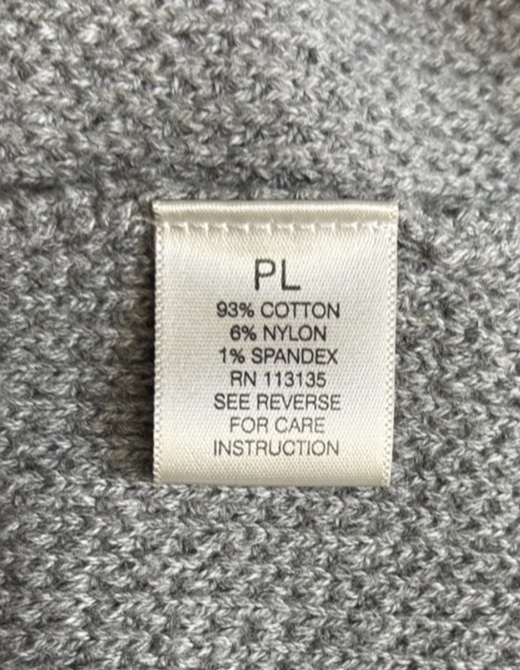 PL
93% COTTON
6% NYLON
1% SPANDEX
RN 113135
SEE REVERSE
FOR CARE
INSTRUCTION